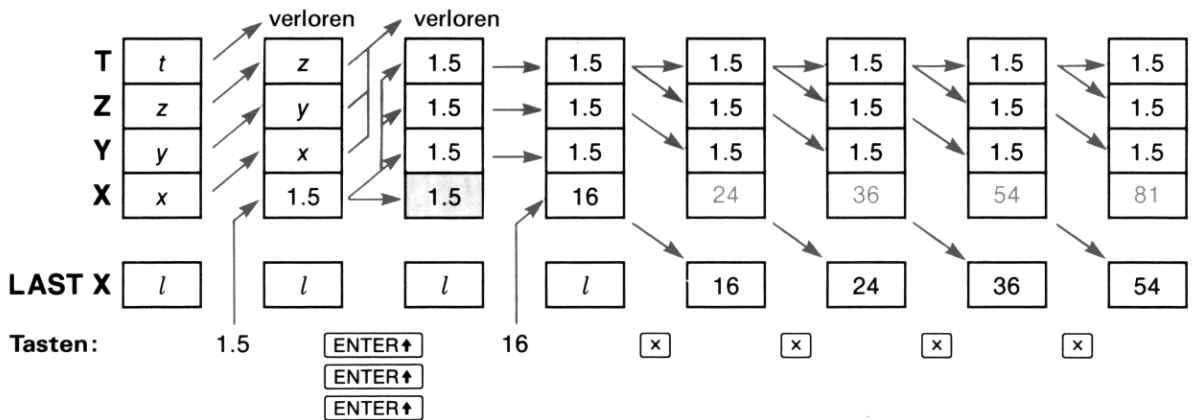 verloren verloren
T t z 1.5 1.5 1.5 1.5 1.5 1.5
Z z y 1.5 1.5 1.5 1.5 1.5 1.5
Y y x 1.5 1.5 1.5 1.5 1.5 1.5
X x 1.5 1.5 16 24 36 54 81
LAST X l l l l 16 24 36 54
Tasten: 1.5 ENTER↑ 16 × × × ×
ENTER↑
ENTER↑